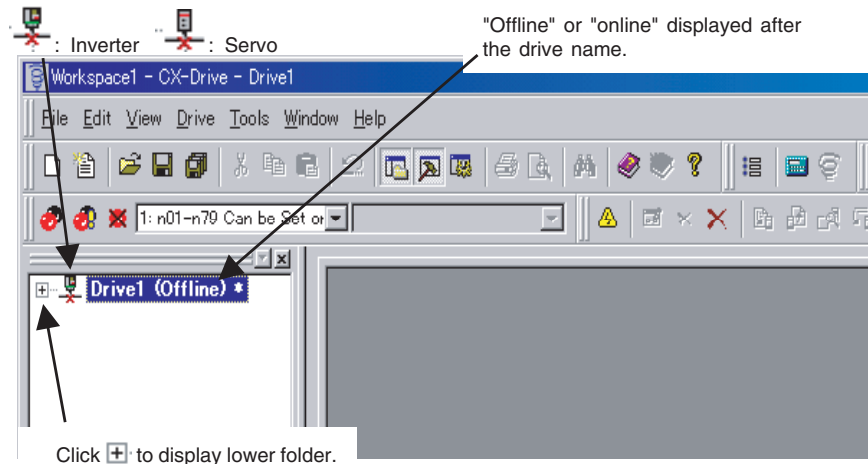 : Inverter : Servo
"Offline" or "online" displayed after
the drive name.
Workspace1 - CX-Drive - Drive1
File Edit View Drive Tools Window Help
1: n01-n79 Can be Set or
Drive1 (Offline) *
Click + to display lower folder.